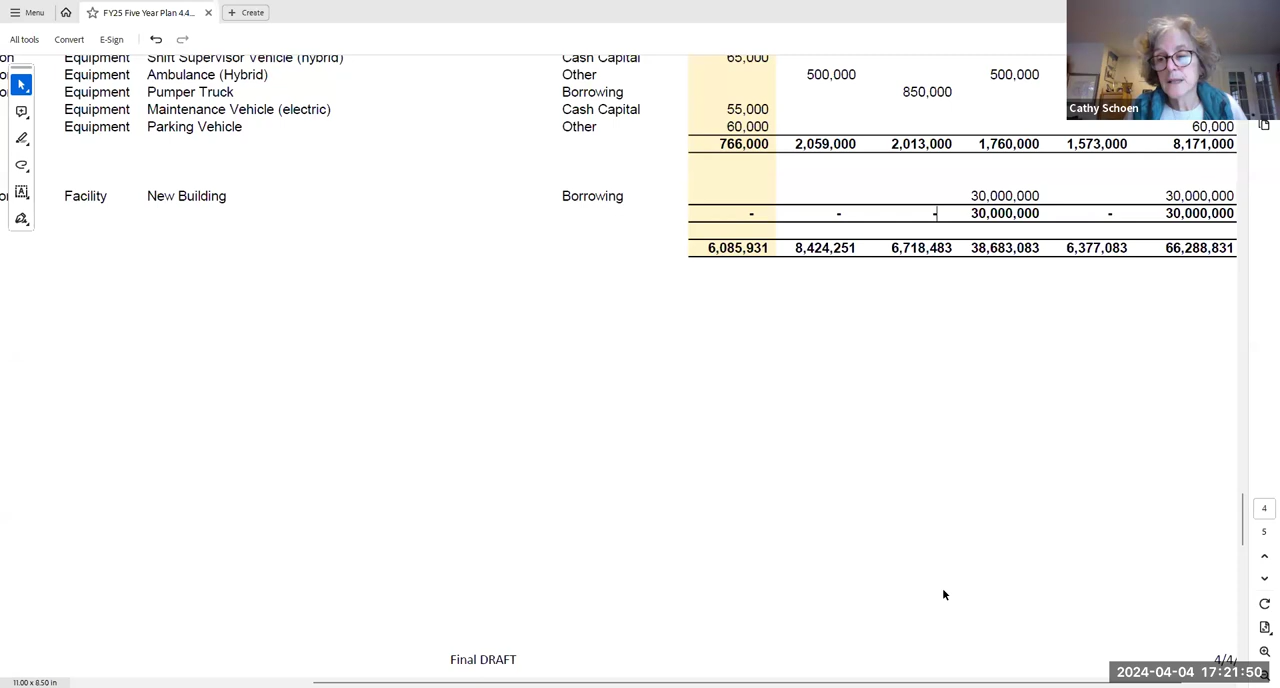 Menu FY25 Five Year Plan 4.4... Create
All tools Convert E-Sign
Cathy Schoen
on Equipment Shift Supervisor Vehicle (hybrid) Cash Capital 65,000
or Equipment Ambulance (Hybrid) Other 500,000 500,000
Equipment Pumper Truck Borrowing 850,000
Equipment Maintenance Vehicle (electric) Cash Capital 55,000
Equipment Parking Vehicle Other 60,000 60,000
766,000 2,059,000 2,013,000 1,760,000 1,573,000 8,171,000
or Facility New Building Borrowing 30,000,000 30,000,000
- - - 30,000,000 - 30,000,000
6,085,931 8,424,251 6,718,483 38,683,083 6,377,083 66,288,831
4
5
Final DRAFT 4/4/
2024-04-04 17:21:50
11.00 x 8.50 in